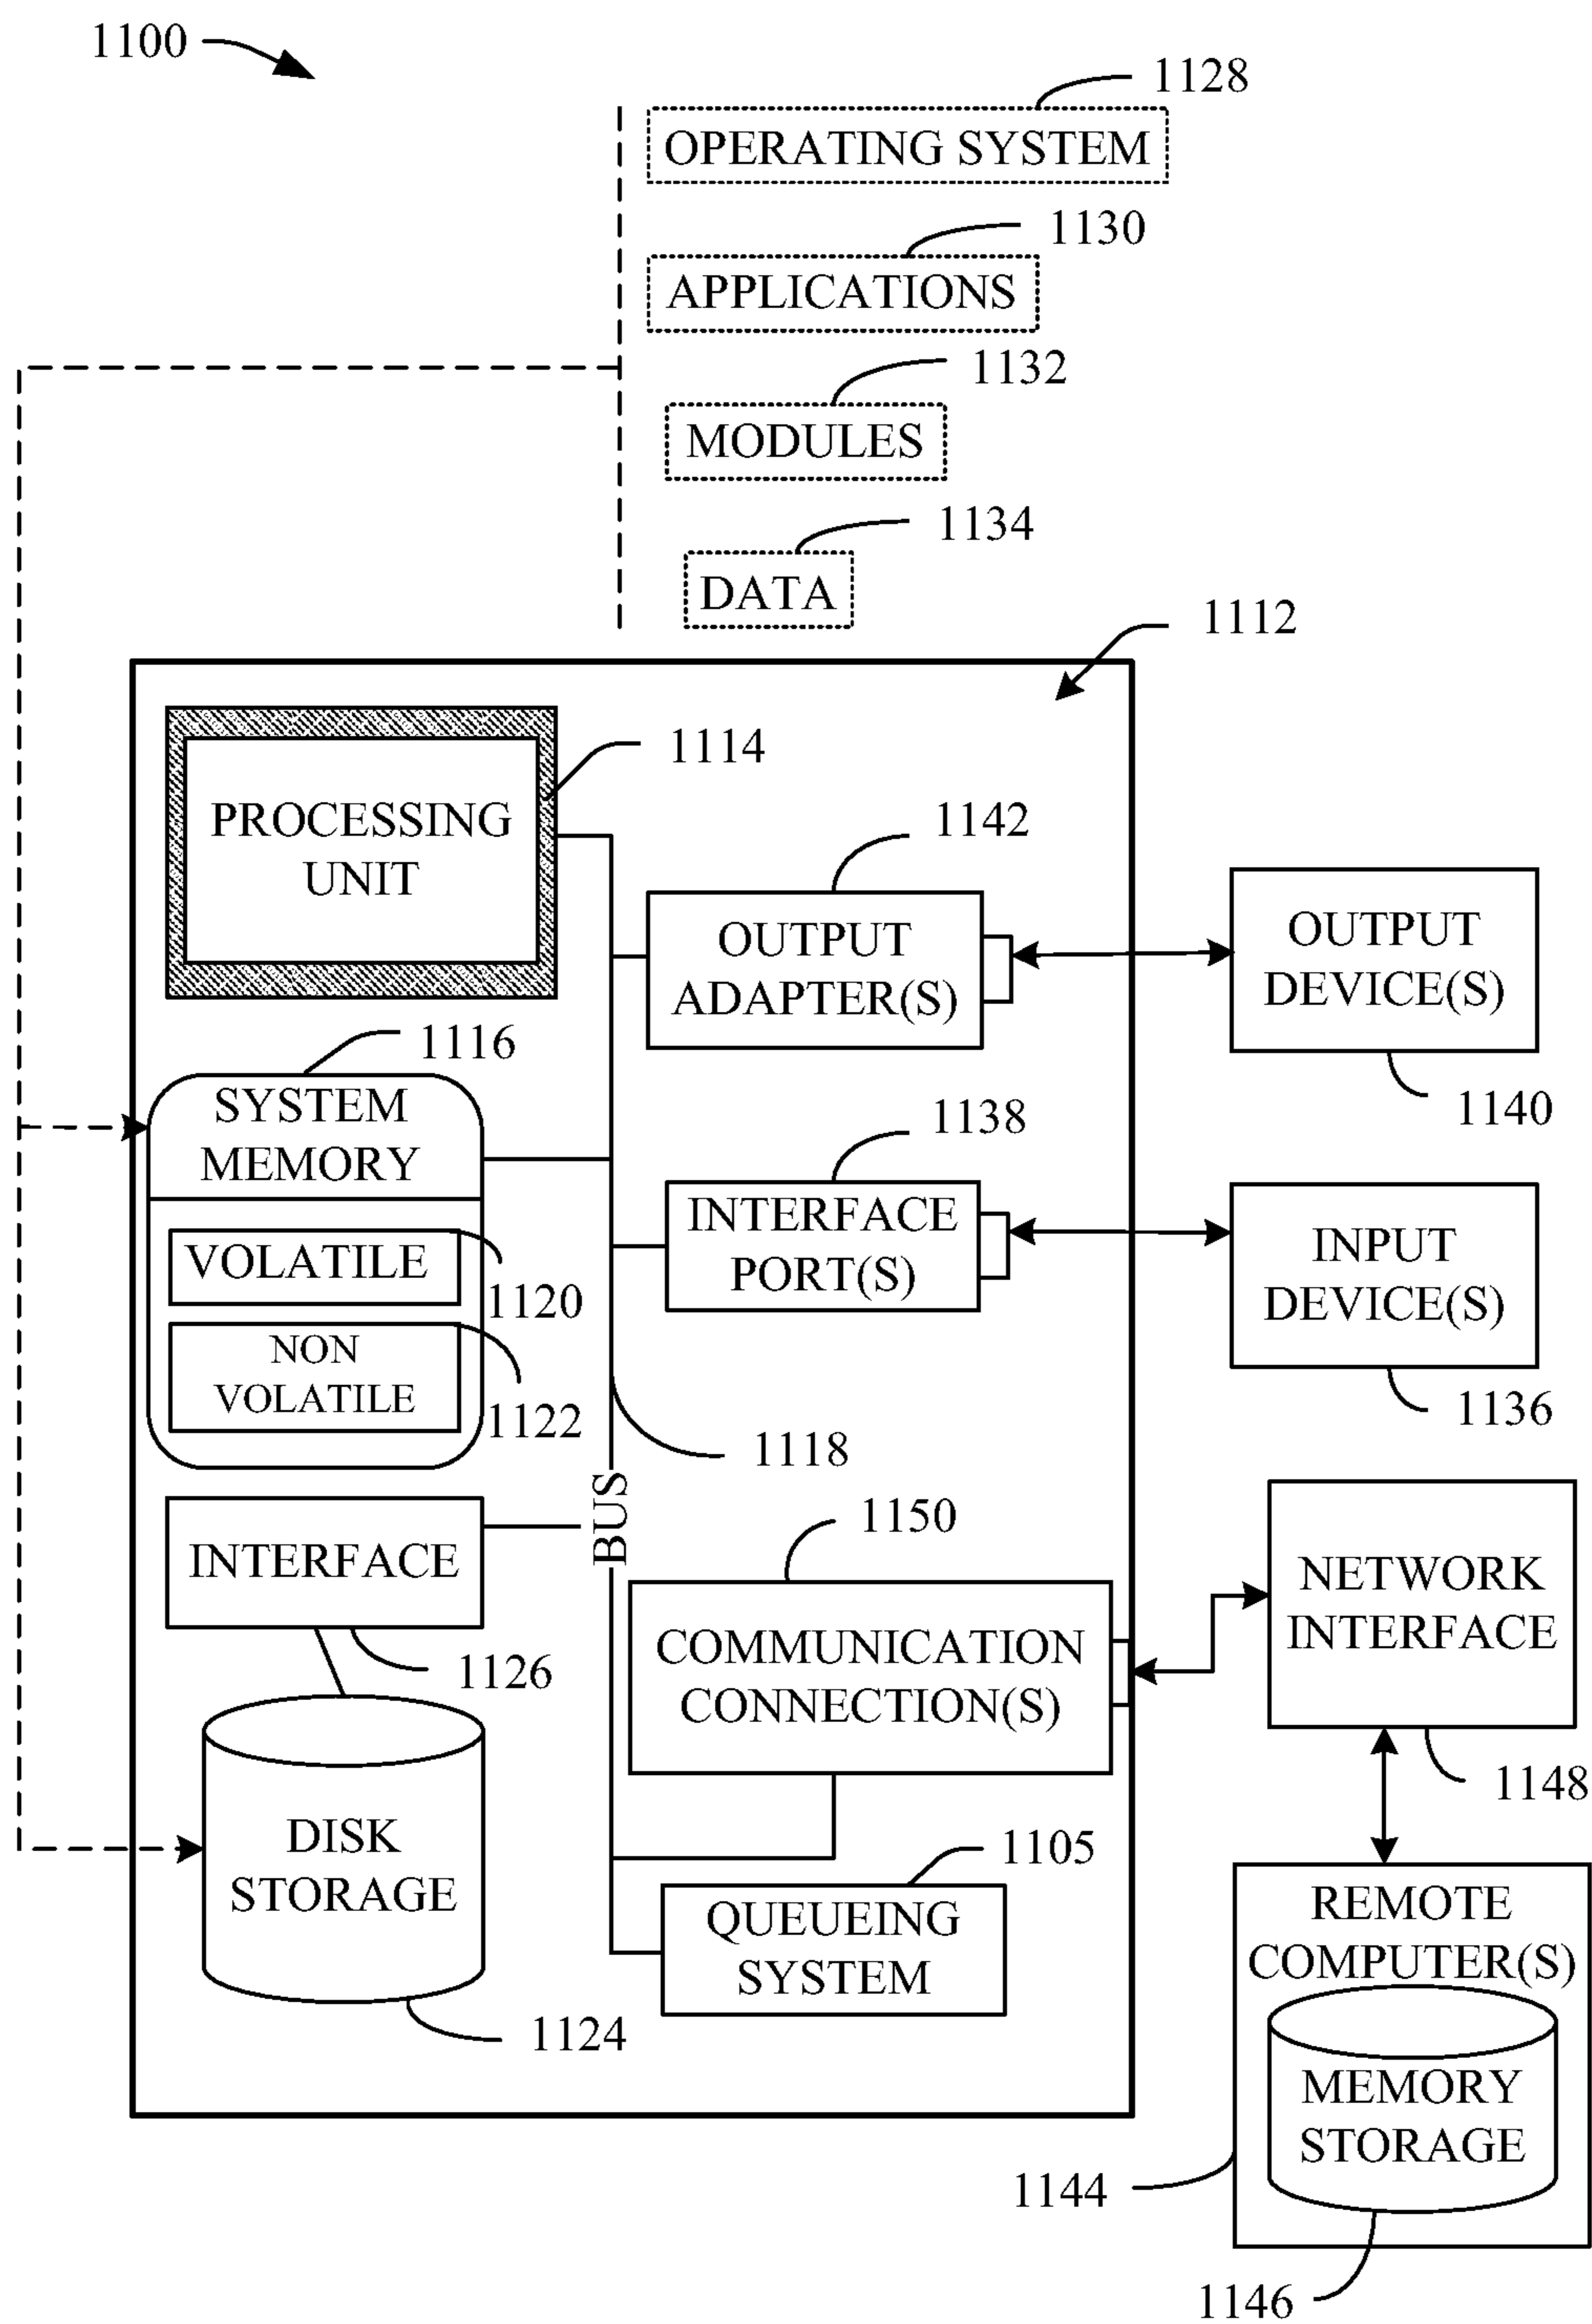 1100
1128
OPERATING SYSTEM
1130
APPLICATIONS
1132
MODULES
1134
DATA
1112
1114
PROCESSING
UNIT
1142
OUTPUT
ADAPTER(S)
OUTPUT
DEVICE(S)
1140
1116
SYSTEM
MEMORY
VOLATILE
1120
NON
VOLATILE
1122
1138
INTERFACE
PORT(S)
INPUT
DEVICE(S)
1136
1118
BUS
INTERFACE
1126
1150
COMMUNICATION
CONNECTION(S)
NETWORK
INTERFACE
1148
DISK
STORAGE
1124
1105
QUEUEING
SYSTEM
REMOTE
COMPUTER(S)
MEMORY
STORAGE
1144
1146